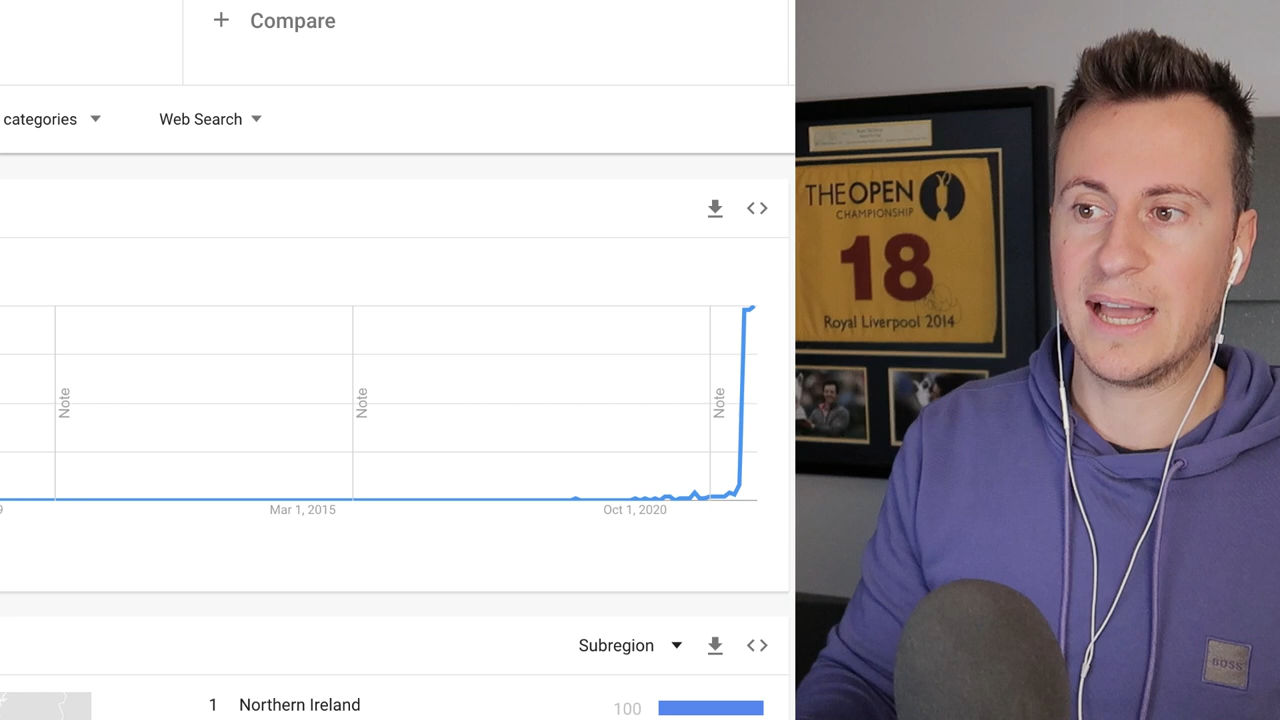 + Compare
categories
Web Search
Note
Note
Note
9
Mar 1, 2015
Oct 1, 2020
Subregion
1 Northern Ireland 100
THE OPEN
CHAMPIONSHIP
18
Royal Liverpool 2014
BOSS